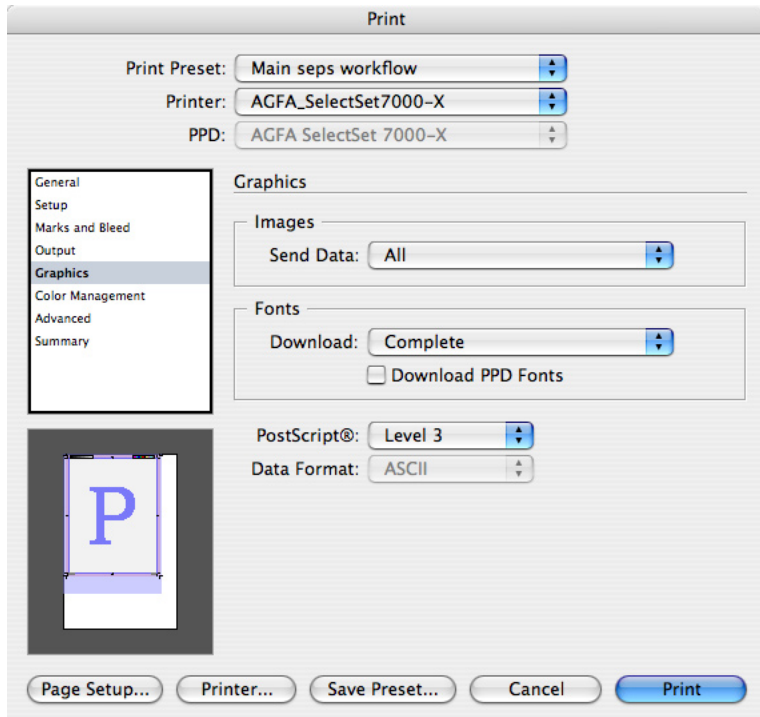 Print
Print Preset: Main seps workflow
Printer: AGFA_SelectSet7000-X
PPD: AGFA SelectSet 7000-X
General
Setup
Marks and Bleed
Output
Graphics
Color Management
Advanced
Summary
Graphics
Images
Send Data: All
Fonts
Download: Complete
Download PPD Fonts
PostScript®: Level 3
Data Format: ASCII
P
Page Setup... Printer... Save Preset... Cancel Print